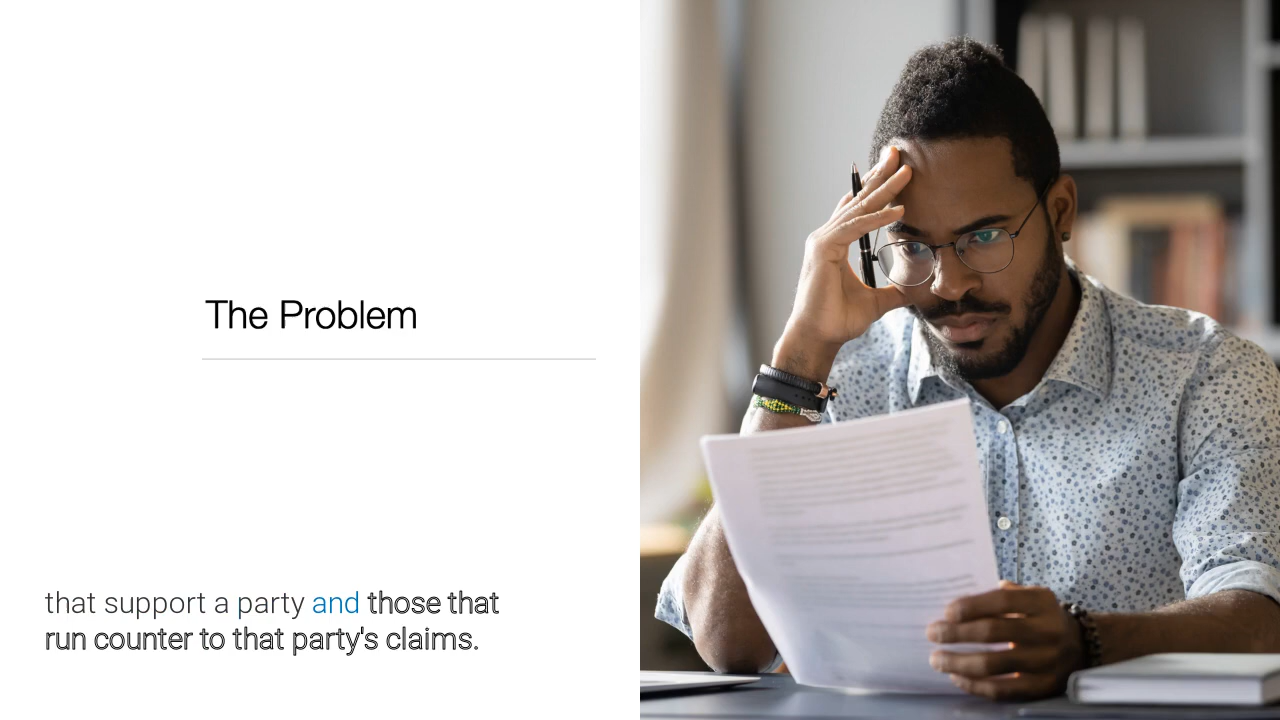 The Problem
that support a party and those that
run counter to that party's claims.